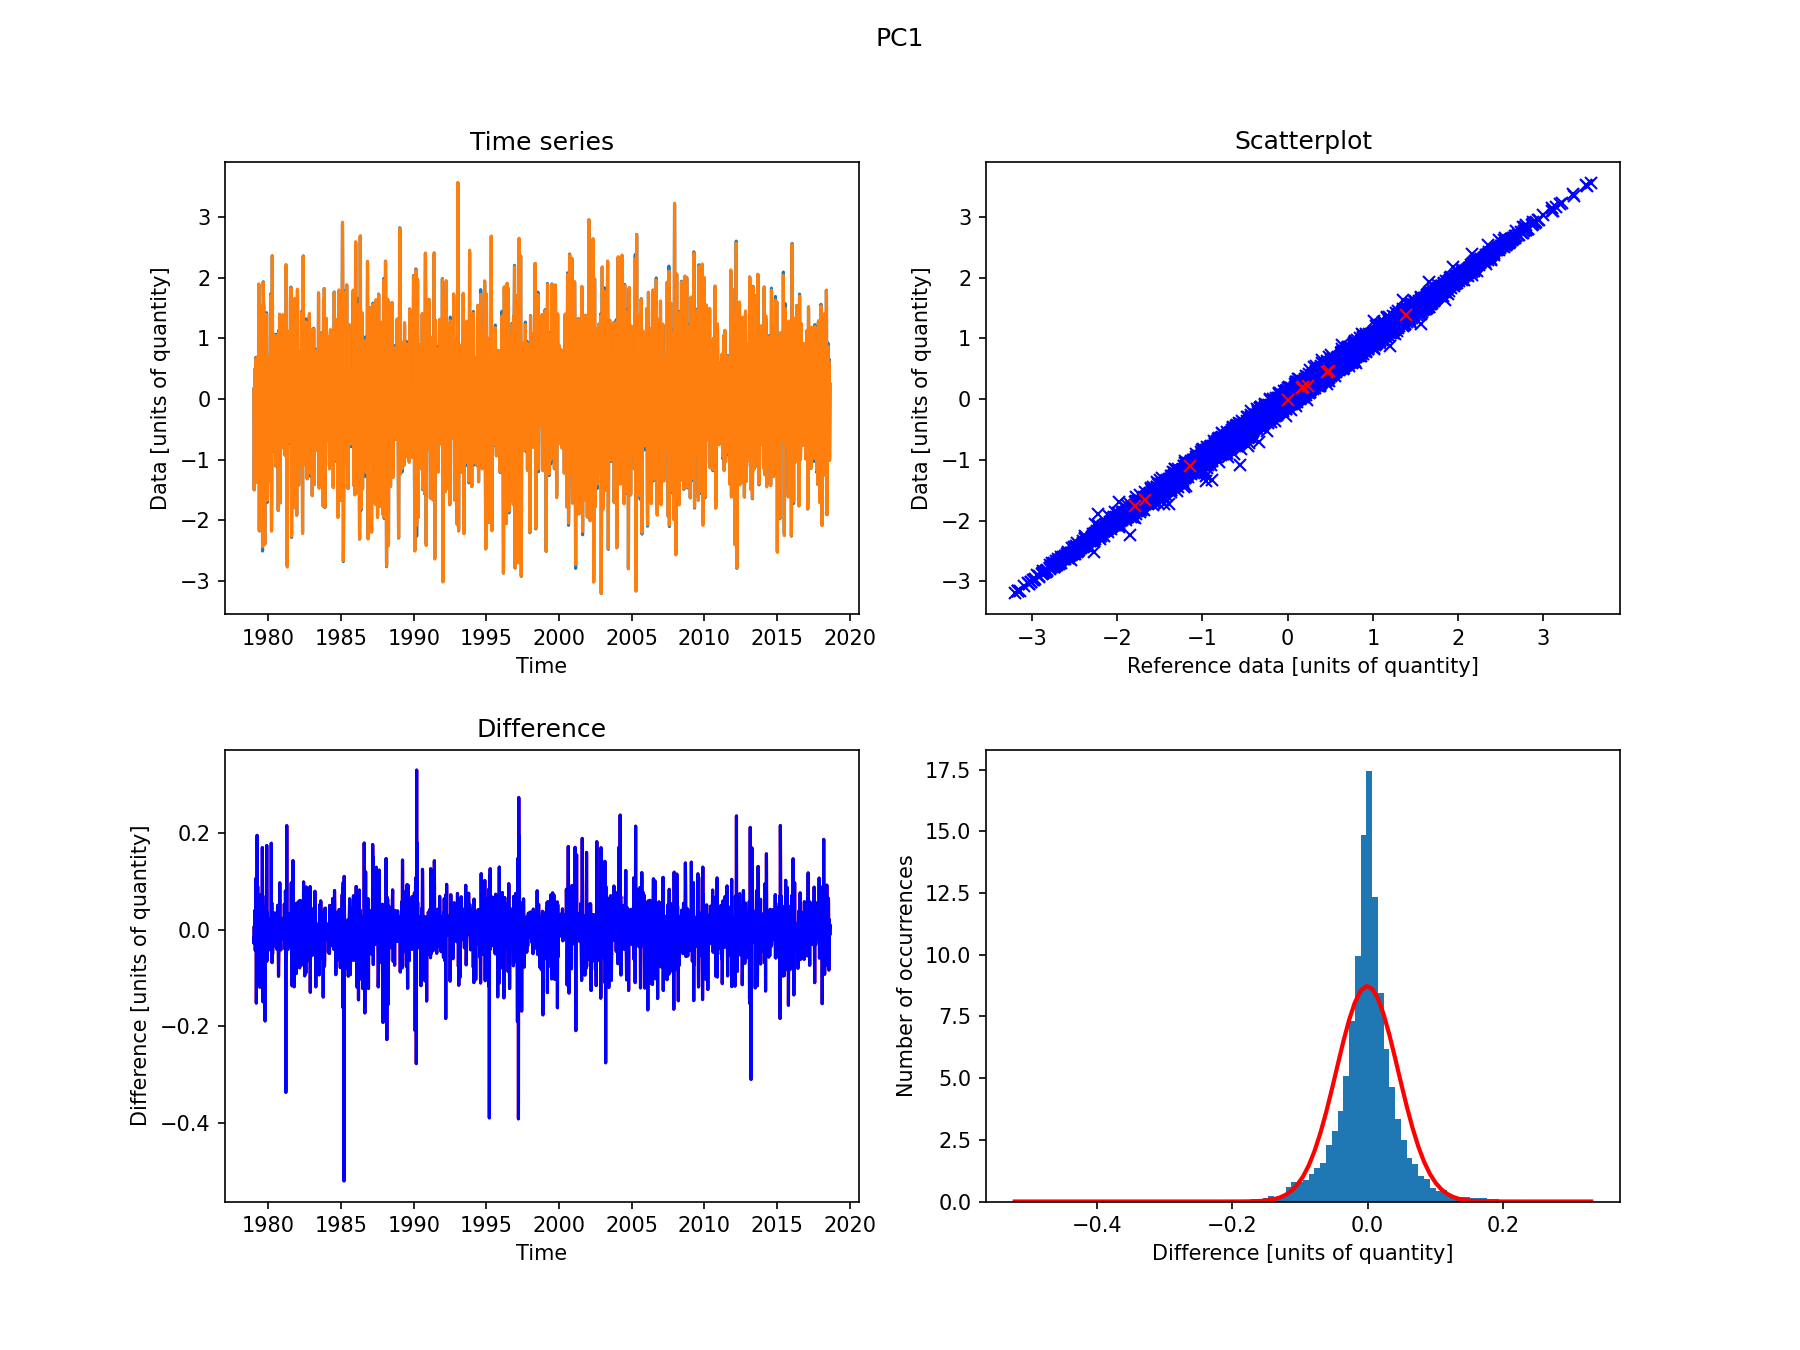 PC1
Time series
Data [units of quantity]
3
2
1
0
−1
−2
−3
1980 1985 1990 1995 2000 2005 2010 2015 2020
Time
Scatterplot
Data [units of quantity]
3
2
1
0
−1
−2
−3
−3 −2 −1 0 1 2 3
Reference data [units of quantity]
Difference
Difference [units of quantity]
0.2
0.0
−0.2
−0.4
1980 1985 1990 1995 2000 2005 2010 2015 2020
Time
Number of occurrences
17.5
15.0
12.5
10.0
7.5
5.0
2.5
0.0
−0.4 −0.2 0.0 0.2
Difference [units of quantity]